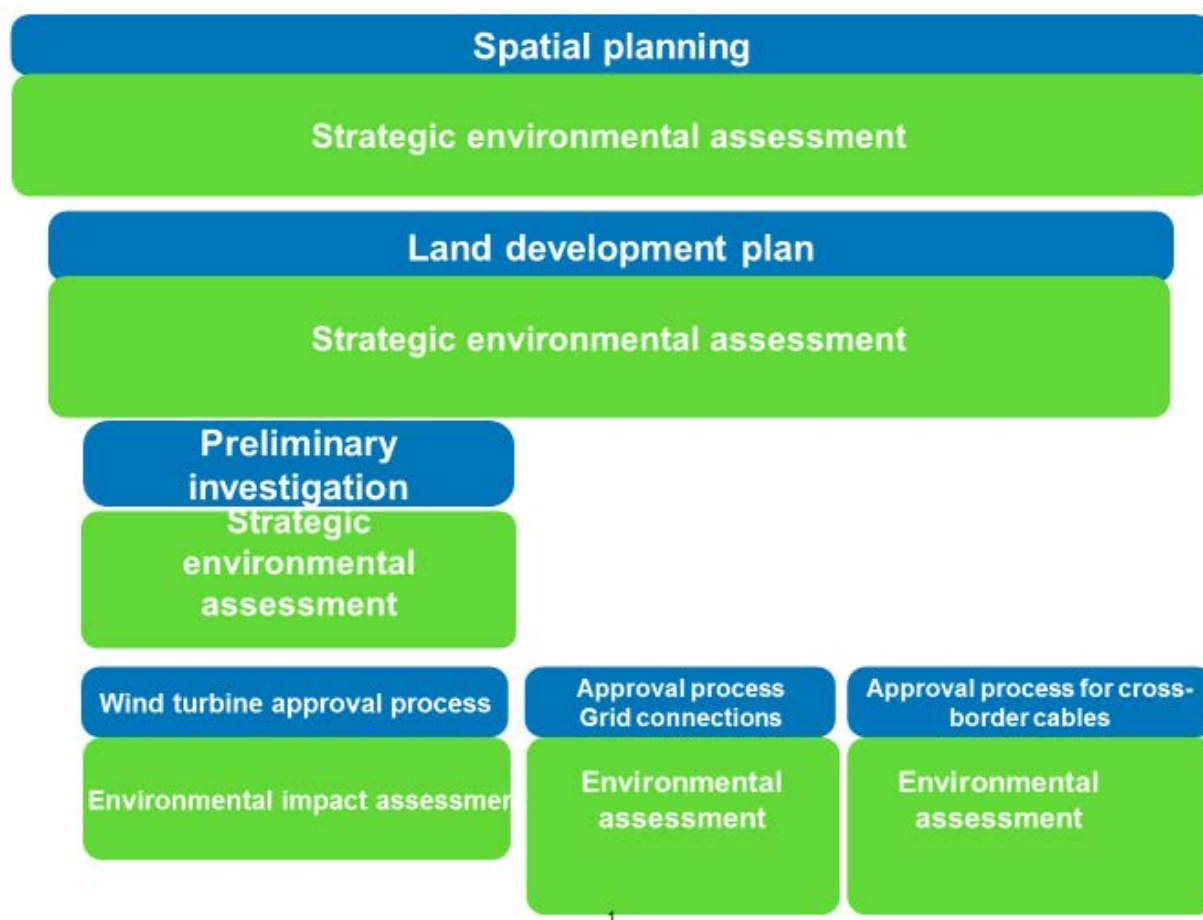 Spatial planning
Strategic environmental assessment
Land development plan
Strategic environmental assessment
Preliminary
investigation
Strategic
environmental
assessment
Wind turbine approval process
Approval process
Grid connections
Approval process for cross-
border cables
Environmental impact assessmen
Environmental
assessment
Environmental
assessment
1